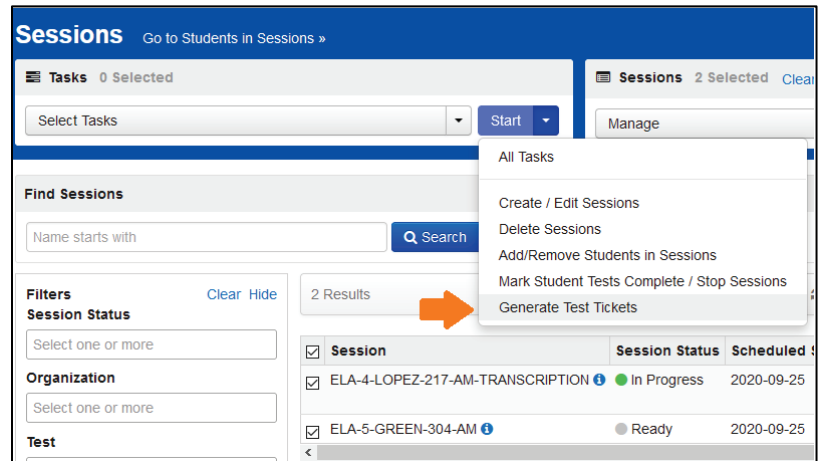 Sessions Go to Students in Sessions »
Tasks 0 Selected
Sessions 2 Selected
Select Tasks
Start
Manage
All Tasks
Create / Edit Sessions
Delete Sessions
Add/Remove Students in Sessions
Mark Student Tests Complete / Stop Sessions
Generate Test Tickets
Find Sessions
Name starts with
Search
Filters Clear Hide
Session Status
Select one or more
Organization
Select one or more
Test
2 Results
Session Session Status Scheduled
ELA-4-LOPEZ-217-AM-TRANSCRIPTION In Progress 2020-09-25
ELA-5-GREEN-304-AM Ready 2020-09-25